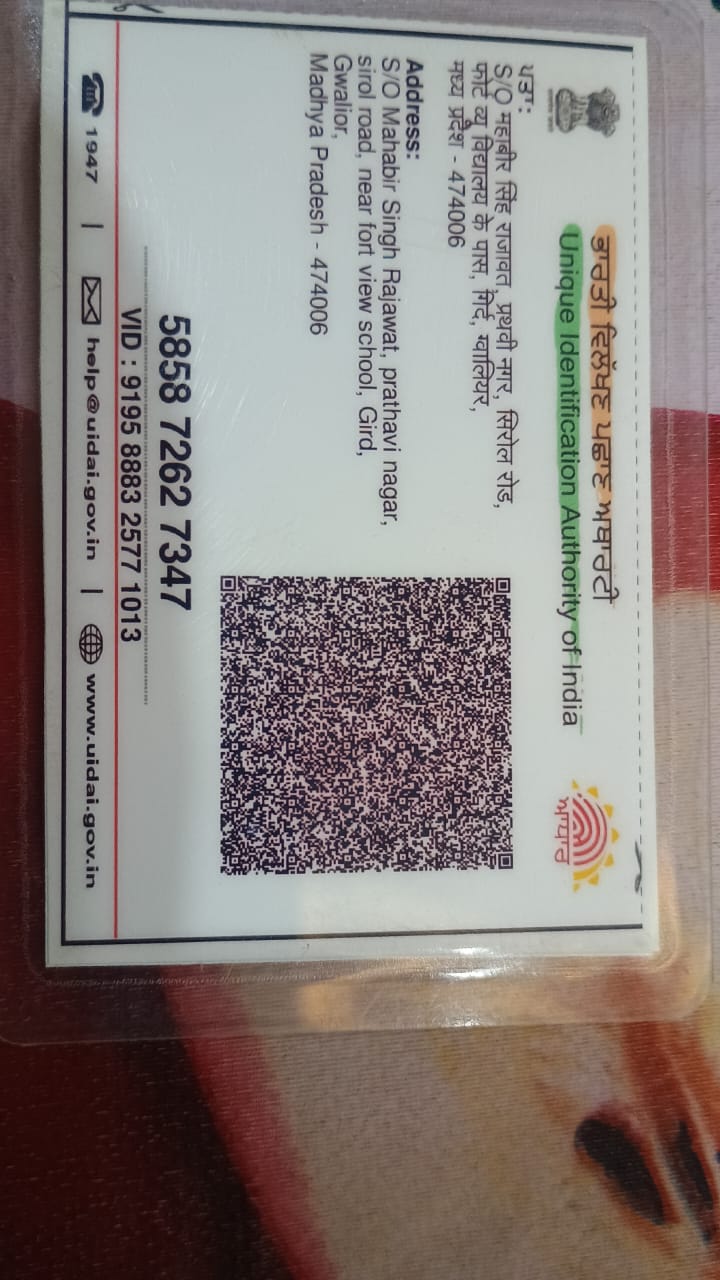 ਭਾਰਤੀ ਵਿਲੱਖਣ ਪਛਾਣ ਅਥਾਰਟੀ
Unique Identification Authority of India
ਆਧਾਰ
ਪਤਾ:
S/O महाबीर सिंह राजावत, प्रथवी नगर, सिरोल रोड,
फोर्ट व्यु विद्यालय के पास, गिर्द, ग्वालियर,
मध्य प्रदेश - 474006
Address:
S/O Mahabir Singh Rajawat, prathavi nagar,
sirol road, near fort view school, Gird,
Gwalior,
Madhya Pradesh - 474006
5858 7262 7347
VID : 9195 8883 2577 1013
1947 | help@uidai.gov.in | www.uidai.gov.in